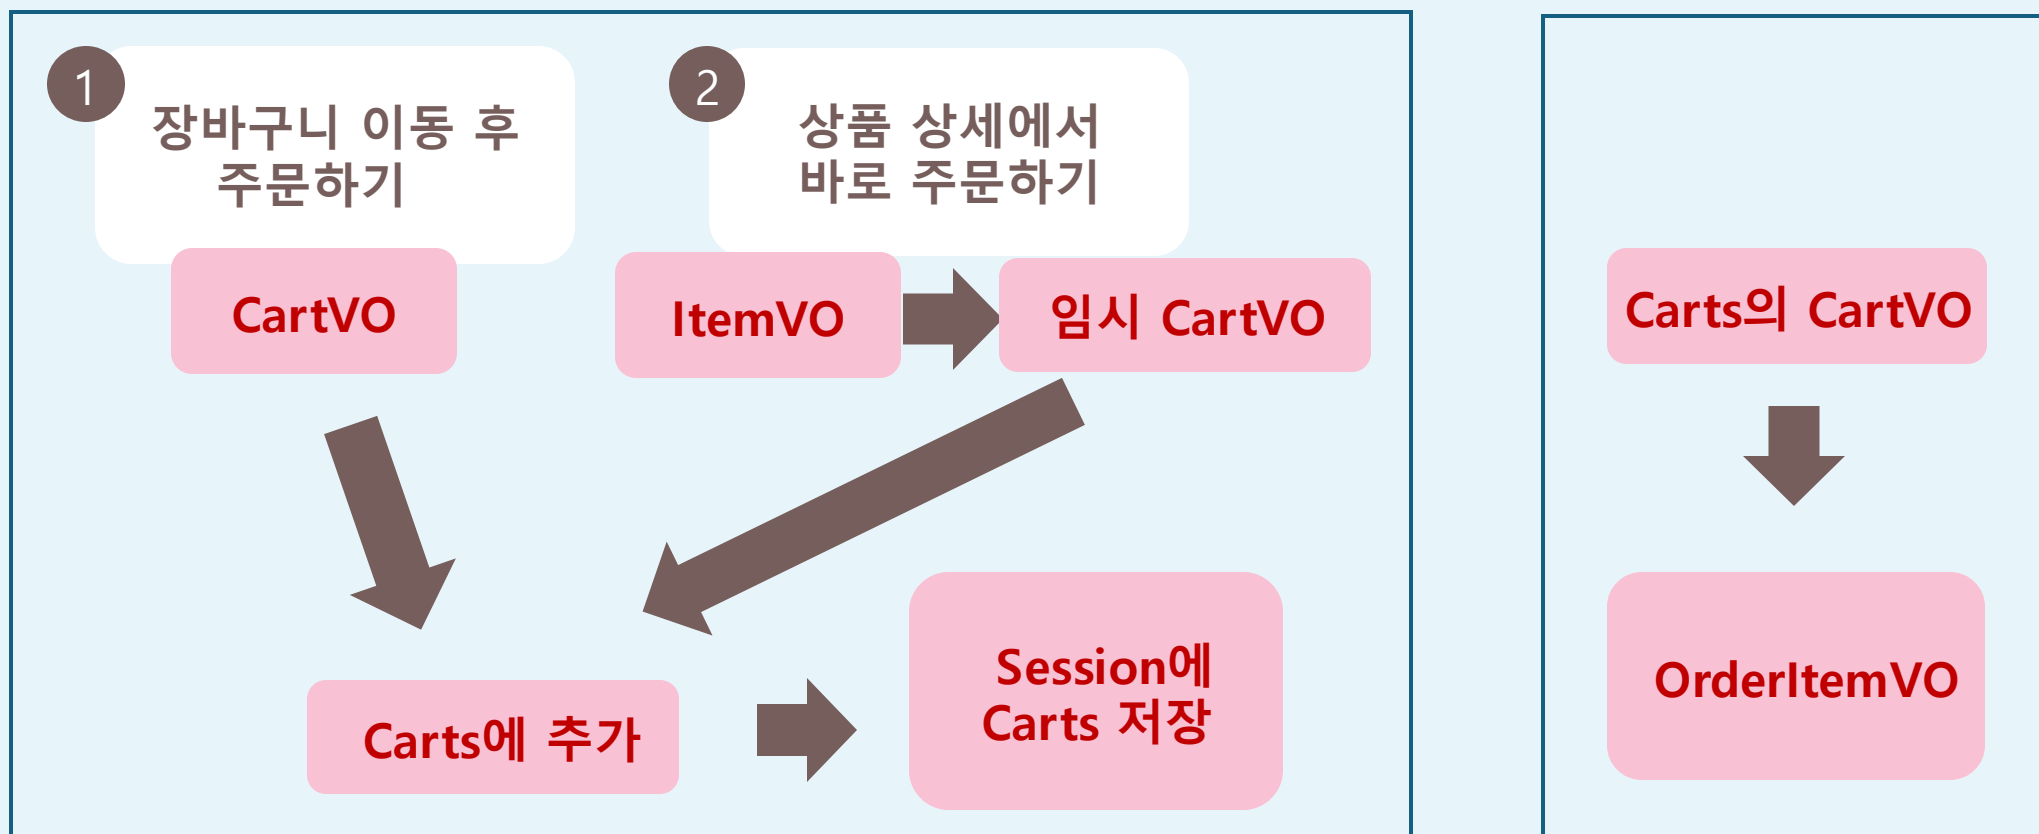 1
장바구니 이동 후
주문하기
2
상품 상세에서
바로 주문하기
CartVO
ItemVO
임시 CartVO
Carts에 추가
Session에
Carts 저장
Carts의 CartVO
OrderItemVO